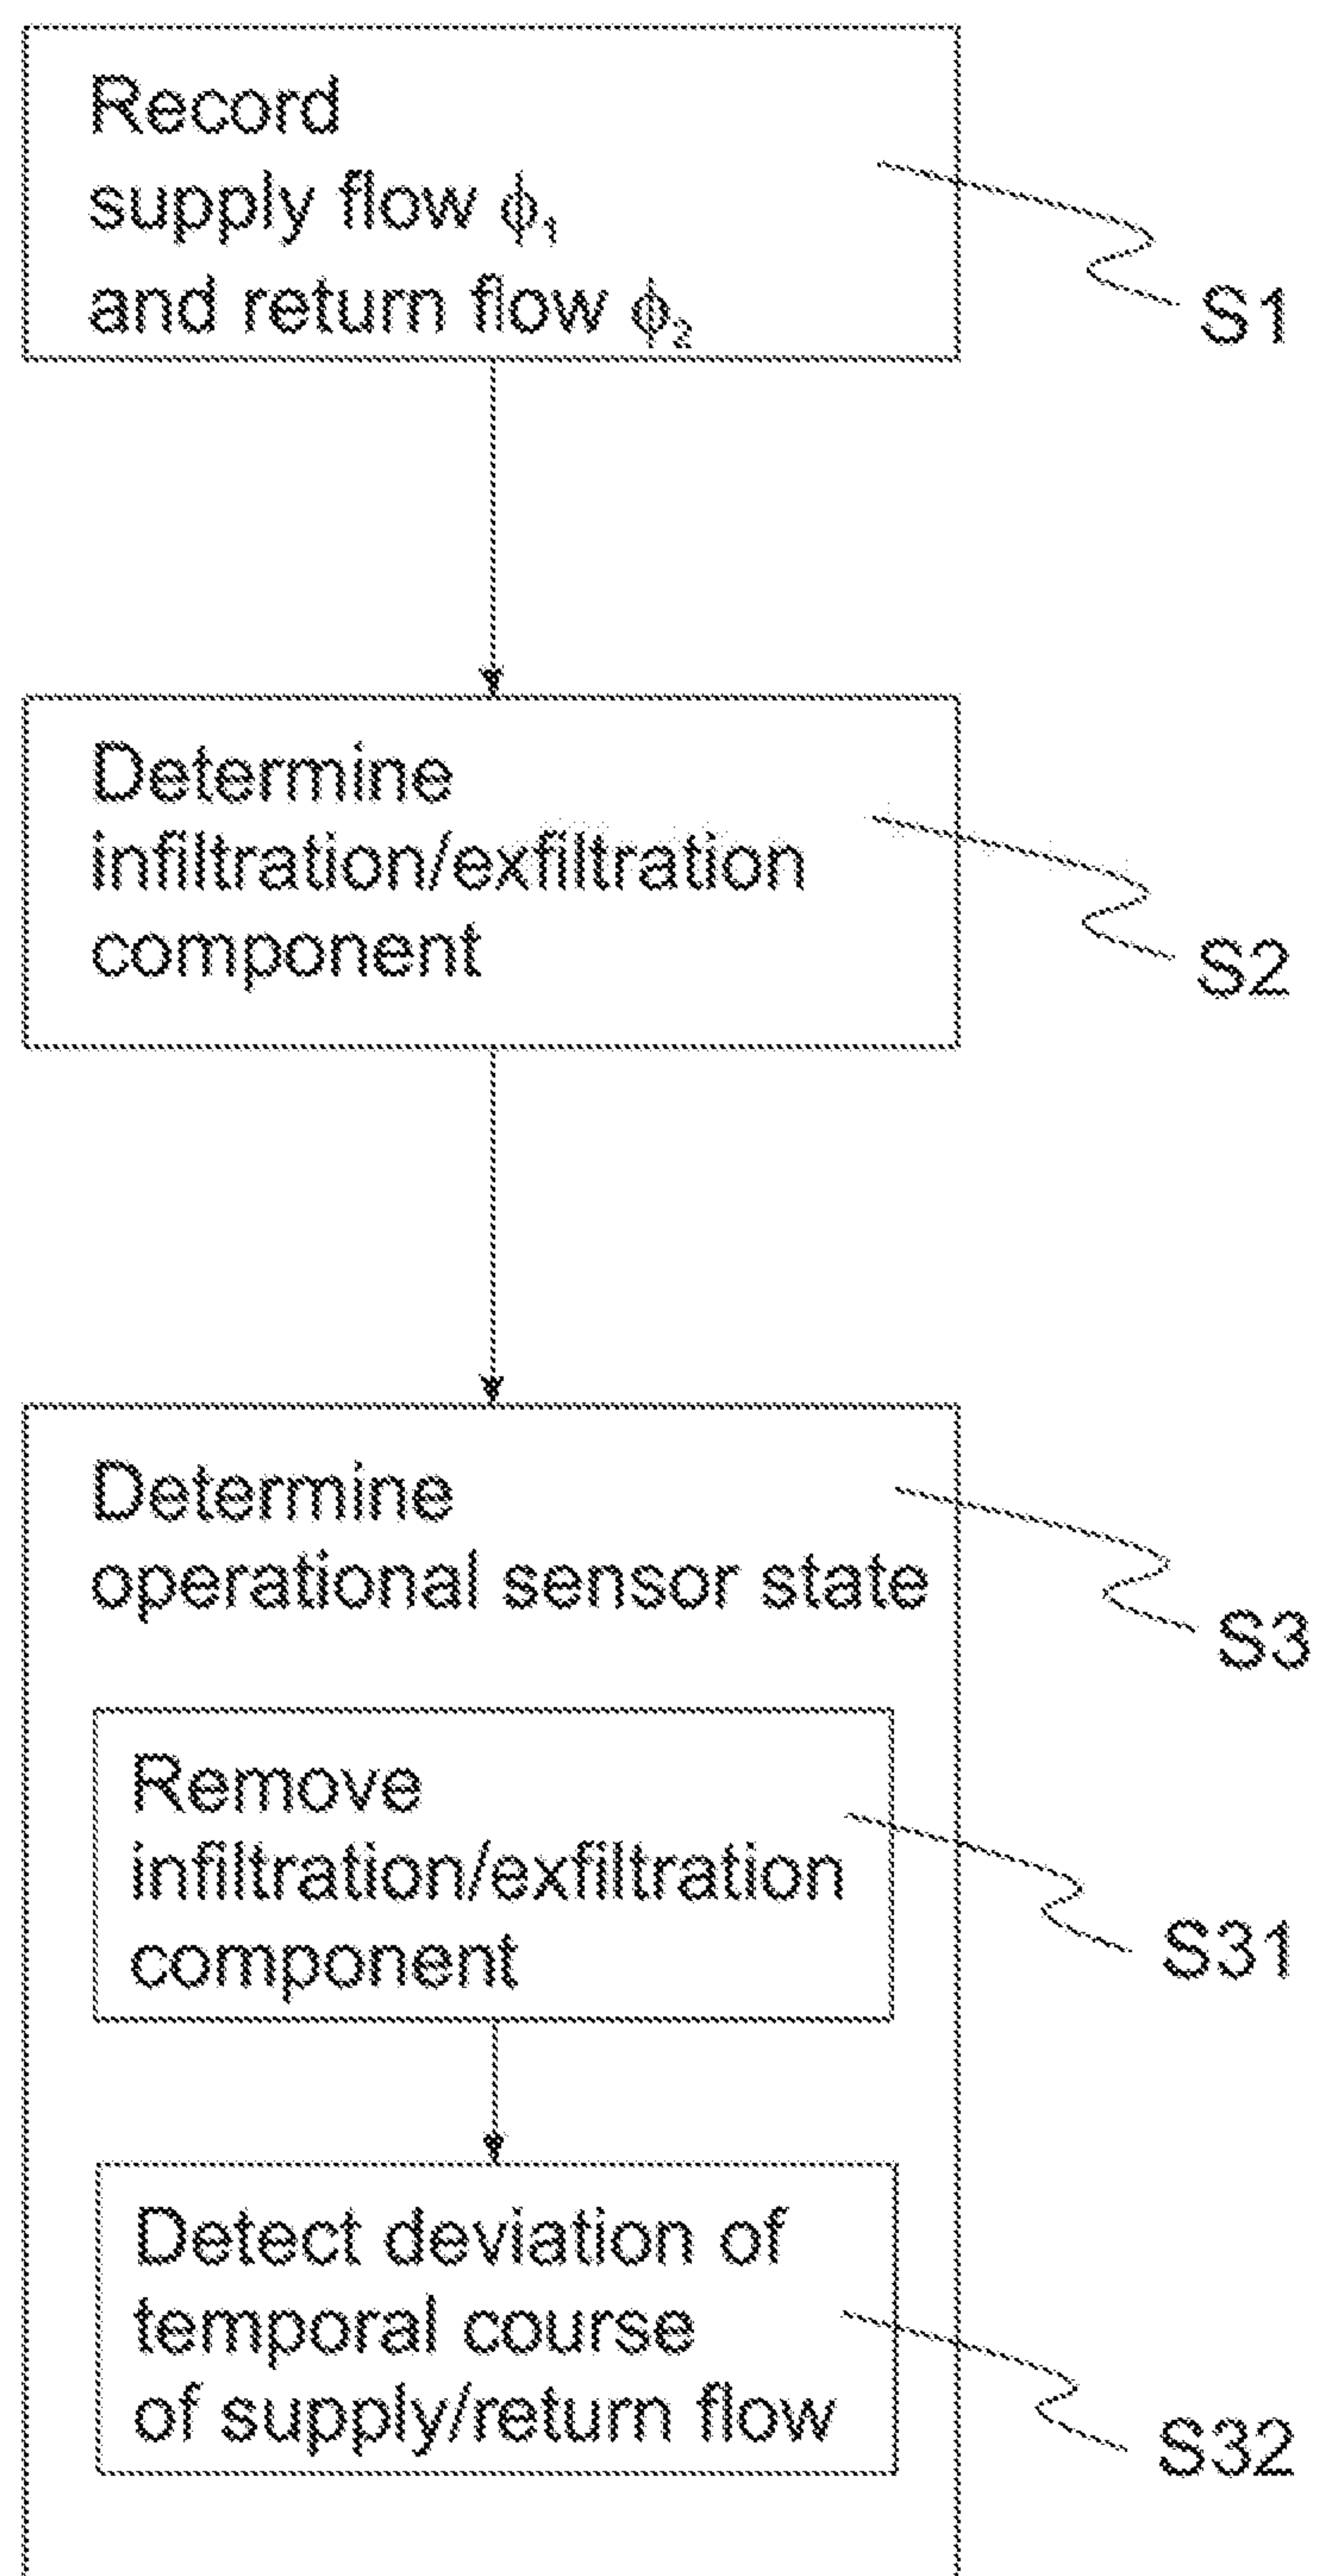 Record
supply flow ϕ₁
and return flow ϕ₂
S1
Determine
infiltration/exfiltration
component
S2
Determine
operational sensor state
S3
Remove
infiltration/exfiltration
component
S31
Detect deviation of
temporal course
of supply/return flow
S32